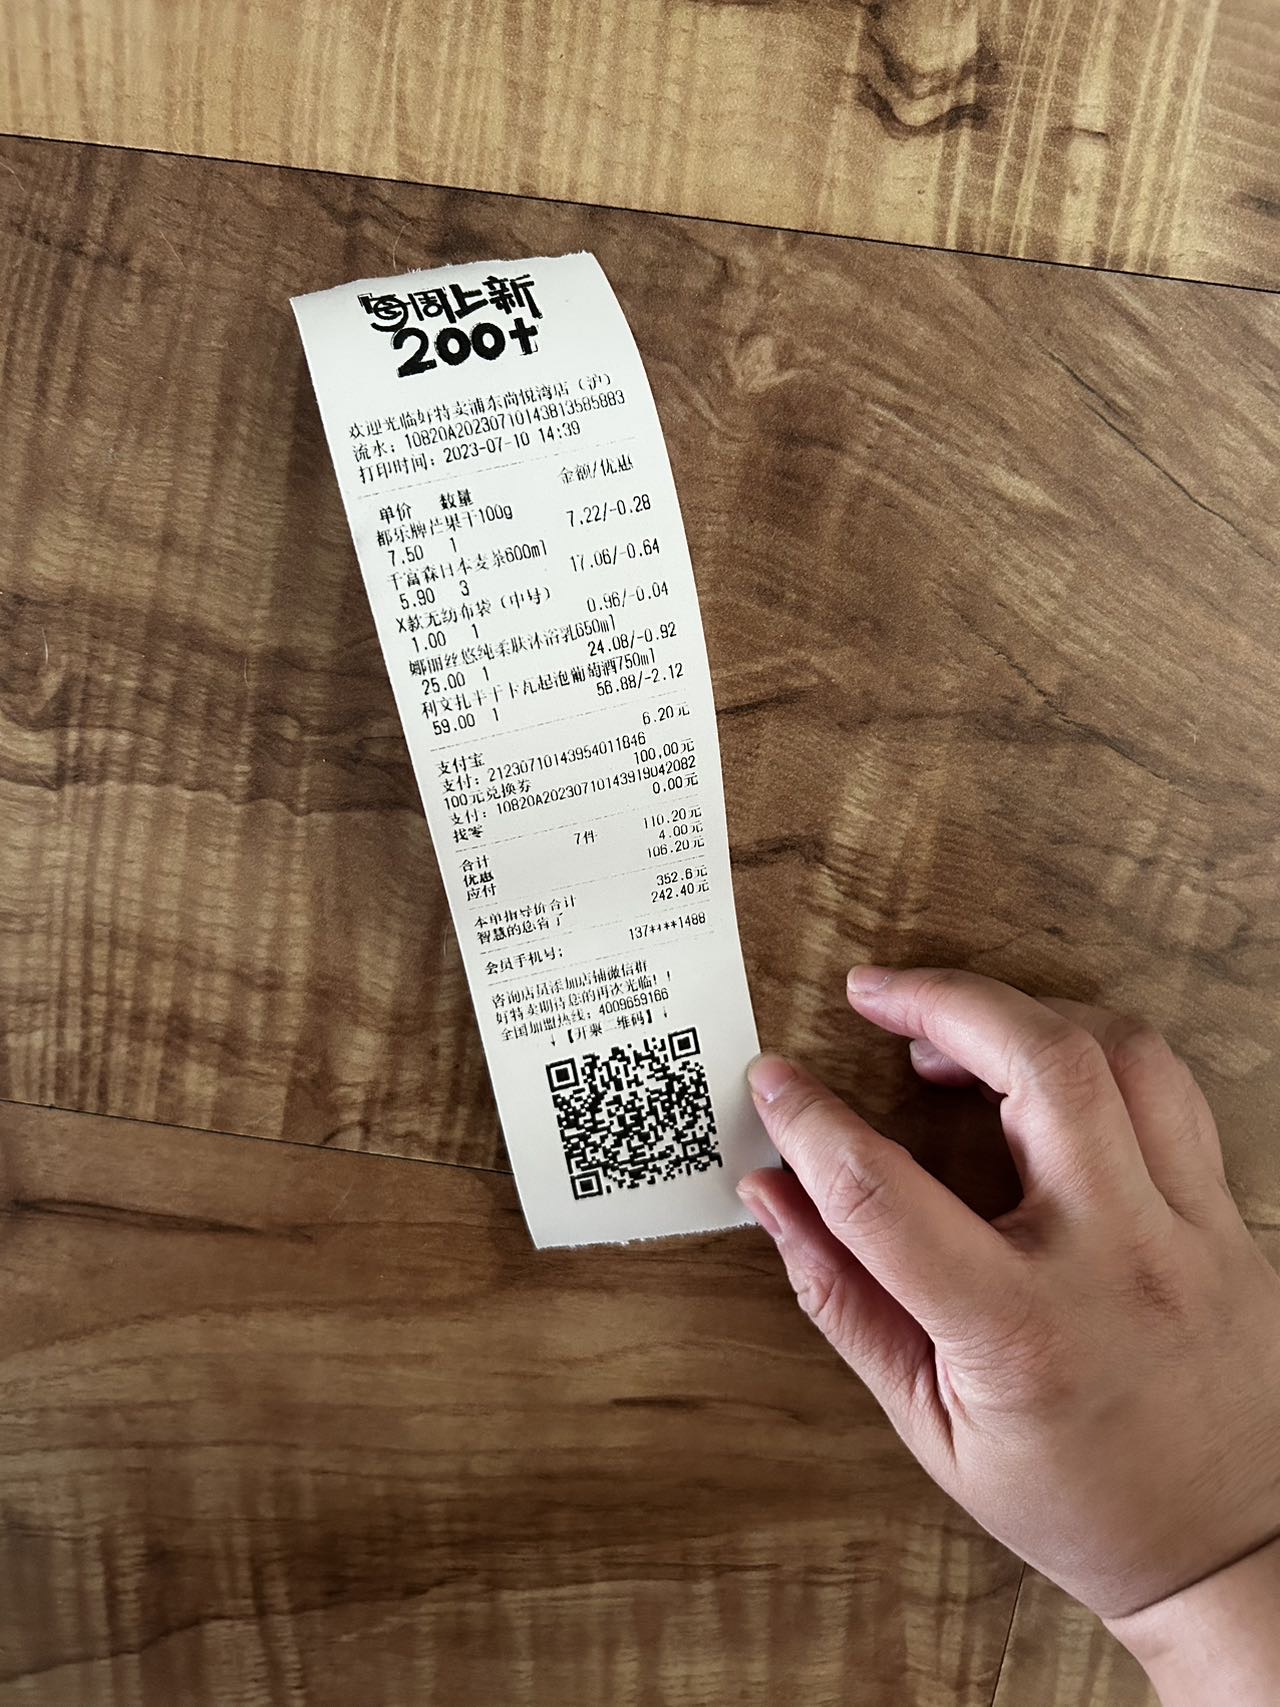 每周上新
200+
欢迎光临好特卖浦东尚悦湾店（沪）
流水：10820A20230710143813585883
打印时间：2023-07-10 14:39
单价 数量 金额/优惠
都乐牌芒果干100g
7.50 1 7.22/-0.28
千富森日本麦茶600ml
5.90 3 17.06/-0.64
X款无纺布袋（中号）
1.00 1 0.96/-0.04
娜丽丝悠纯柔肤沐浴乳650ml
25.00 1 24.08/-0.92
利文扎半干卡瓦起泡葡萄酒750ml
59.00 1 56.88/-2.12
支付宝 6.20元
支付：21230710143954011846
100元兑换券 100.00元
支付：10820A20230710143919042082
找零 0.00元
合计 7件 110.20元
优惠 4.00元
应付 106.20元
本单指导价合计 352.6元
智慧的总省了 242.40元
会员手机号： 137****1488
咨询店员添加店铺微信群
好特卖期待您的再次光临！！
全国加盟热线：4009659166
↓【开票二维码】↓